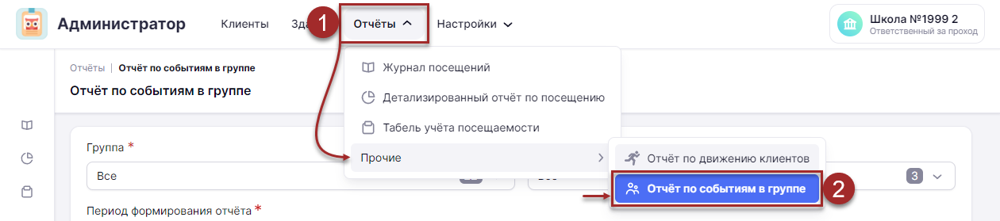 Администратор
Клиенты
Отчёты
Настройки
Школа №1999 2
Ответственный за проход
1
Отчёты | Отчёт по событиям в группе
Отчёт по событиям в группе
Журнал посещений
Детализированный отчёт по посещению
Табель учёта посещаемости
Прочие
Отчёт по движению клиентов
Отчёт по событиям в группе
2
Группа *
Все
3
Период формирования отчёта *